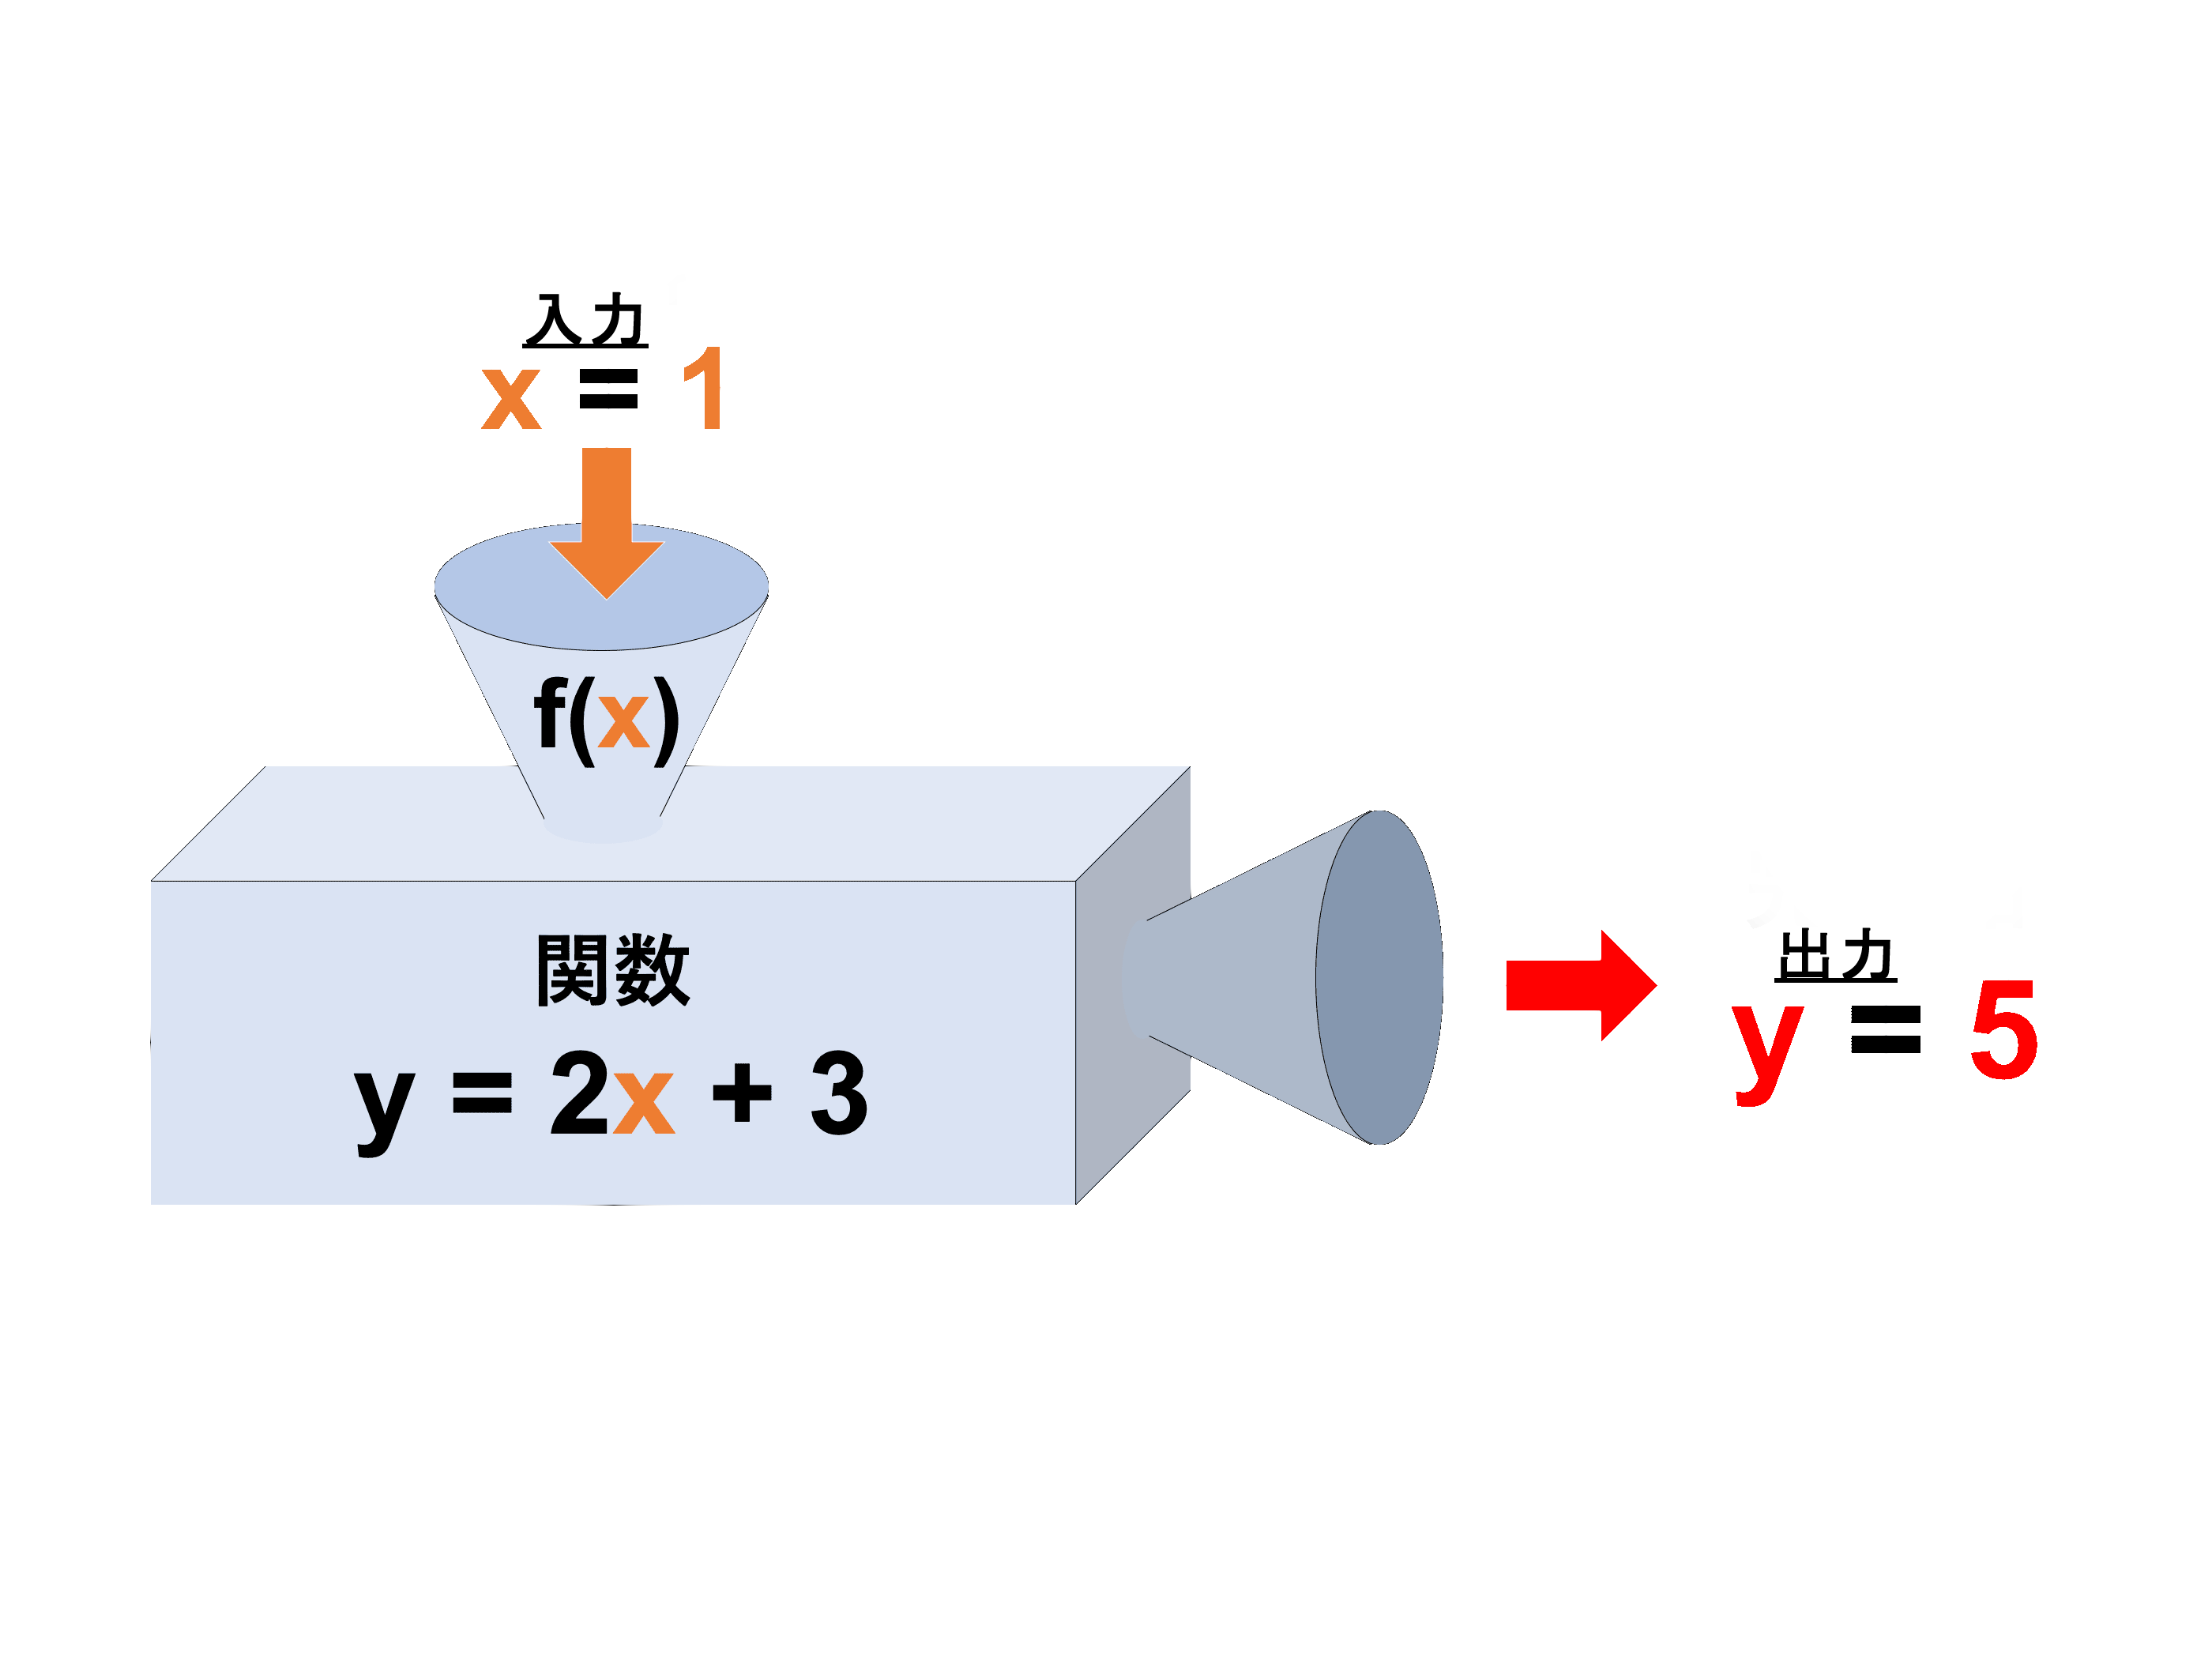 入力
x = 1
f(x)
関数
y = 2x + 3
出力
y = 5